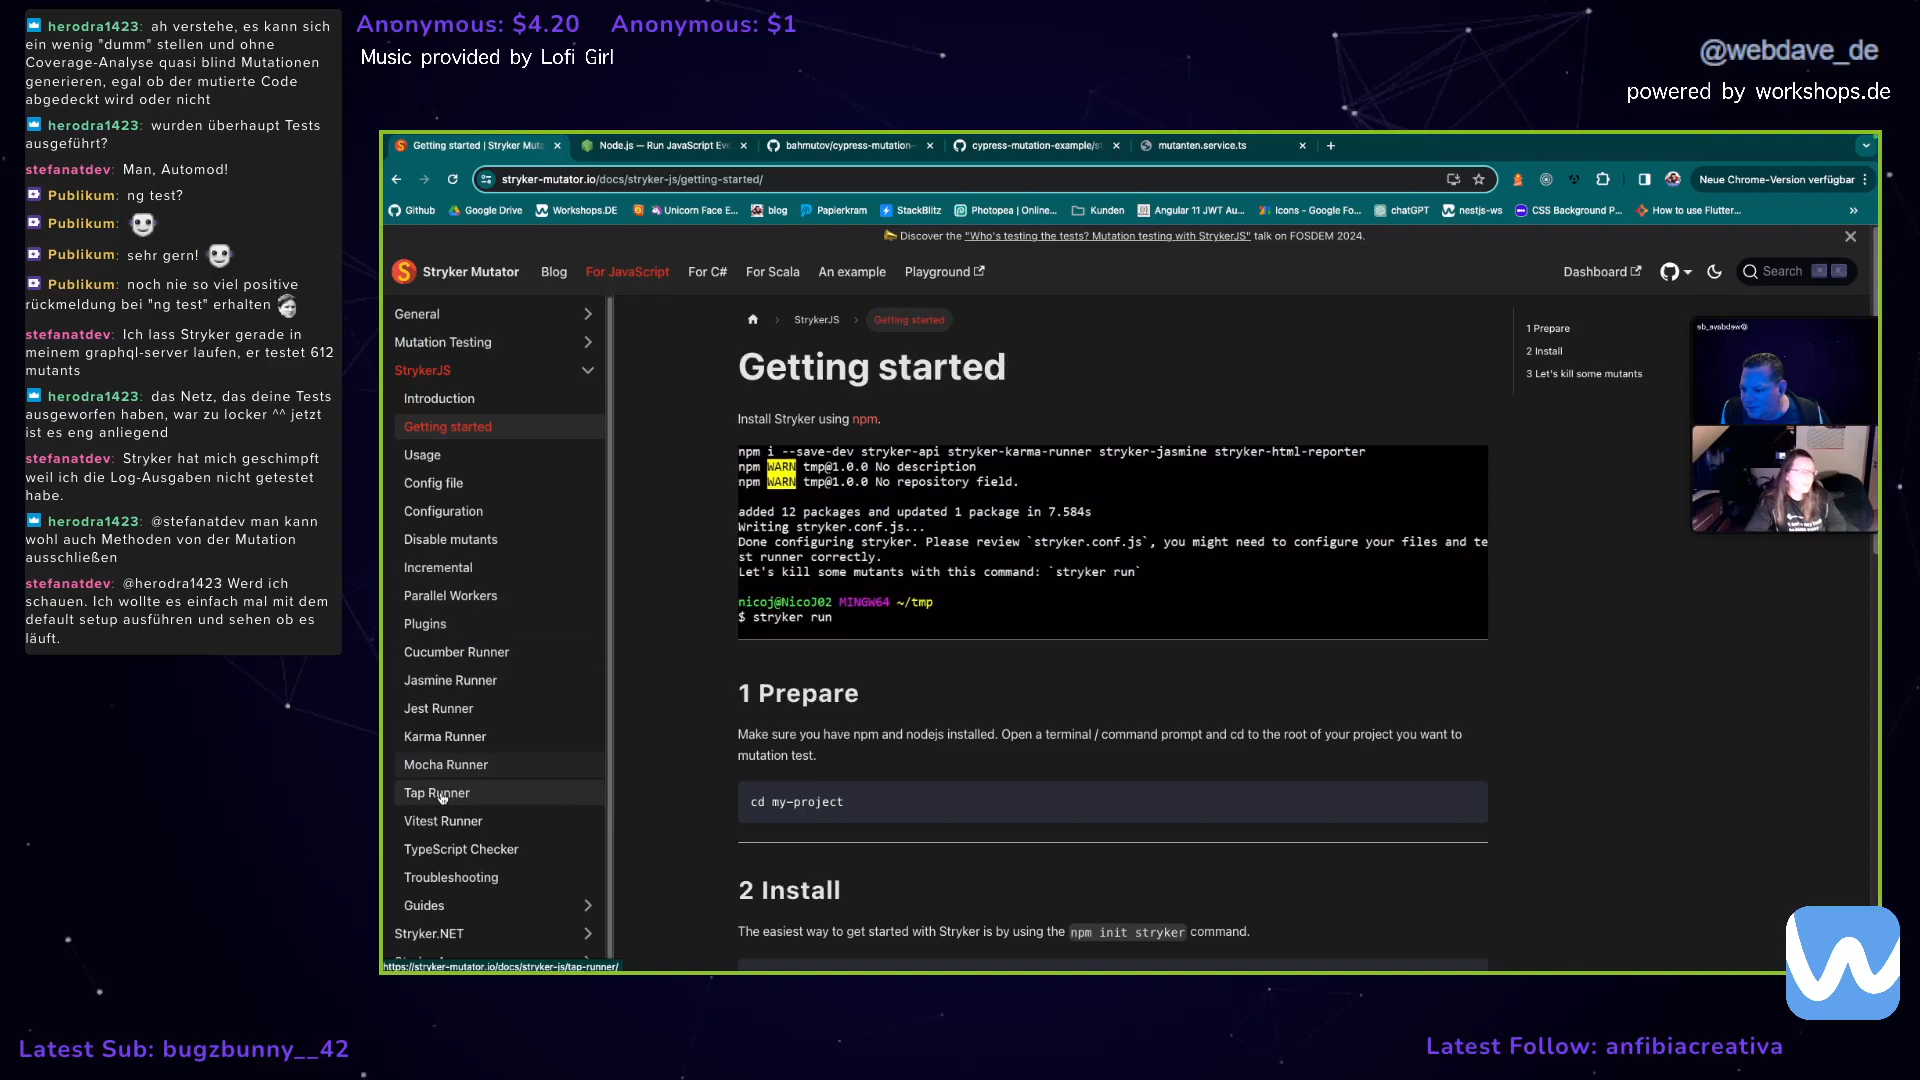 herodra1423: ah verstehe, es kann sich
ein wenig "dumm" stellen und ohne
Coverage-Analyse quasi blind Mutationen
generieren, egal ob der mutierte Code
abgedeckt wird oder nicht
herodra1423: wurden überhaupt Tests
ausgeführt?
stefanatdev: Man, Automod!
Publikum: ng test?
Publikum:
Publikum: sehr gern!
Publikum: noch nie so viel positive
rückmeldung bei "ng test" erhalten
stefanatdev: Ich lass Stryker gerade in
meinem graphql-server laufen, er testet 612
mutants
herodra1423: das Netz, das deine Tests
ausgeworfen haben, war zu locker ^^ jetzt
ist es eng anliegend
stefanatdev: Stryker hat mich geschimpft
weil ich die Log-Ausgaben nicht getestet
habe.
herodra1423: @stefanatdev man kann
wohl auch Methoden von der Mutation
ausschließen
stefanatdev: @herodra1423 Werd ich
schauen. Ich wollte es einfach mal mit dem
default setup ausführen und sehen ob es
läuft.
Anonymous: $4.20 Anonymous: $1
Music provided by Lofi Girl
@webdave_de
powered by workshops.de
Getting started | Stryker Muta
Node.js — Run JavaScript Eve
bahmutov/cypress-mutation-
cypress-mutation-example/s
mutanten.service.ts
stryker-mutator.io/docs/stryker-js/getting-started/
Neue Chrome-Version verfügbar
Github
Google Drive
Workshops.DE
Unicorn Face E...
blog
Papierkram
StackBlitz
Photopea | Online...
Kunden
Angular 11 JWT Au...
Icons - Google Fo...
chatGPT
nestjs-ws
CSS Background P...
How to use Flutter...
»
Discover the "Who's testing the tests? Mutation testing with StrykerJS" talk on FOSDEM 2024.
Stryker Mutator
Blog
For JavaScript
For C#
For Scala
An example
Playground
Dashboard
Search
K
General
Mutation Testing
StrykerJS
Introduction
Getting started
Usage
Config file
Configuration
Disable mutants
Incremental
Parallel Workers
Plugins
Cucumber Runner
Jasmine Runner
Jest Runner
Karma Runner
Mocha Runner
Tap Runner
Vitest Runner
TypeScript Checker
Troubleshooting
Guides
Stryker.NET
https://stryker-mutator.io/docs/stryker-js/tap-runner/
StrykerJS
Getting started
Getting started
Install Stryker using npm.
npm i --save-dev stryker-api stryker-karma-runner stryker-jasmine stryker-html-reporter
npm WARN tmp@1.0.0 No description
npm WARN tmp@1.0.0 No repository field.
added 12 packages and updated 1 package in 7.584s
Writing stryker.conf.js...
Done configuring stryker. Please review `stryker.conf.js`, you might need to configure your files and te
st runner correctly.
Let's kill some mutants with this command: `stryker run`
nicoj@NicoJ02 MINGW64 ~/tmp
$ stryker run
1 Prepare
Make sure you have npm and nodejs installed. Open a terminal / command prompt and cd to the root of your project you want to
mutation test.
cd my-project
2 Install
The easiest way to get started with Stryker is by using the npm init stryker command.
1 Prepare
2 Install
3 Let's kill some mutants
@webdave_de
Latest Sub: bugzbunny__42
Latest Follow: anfibiacreativa